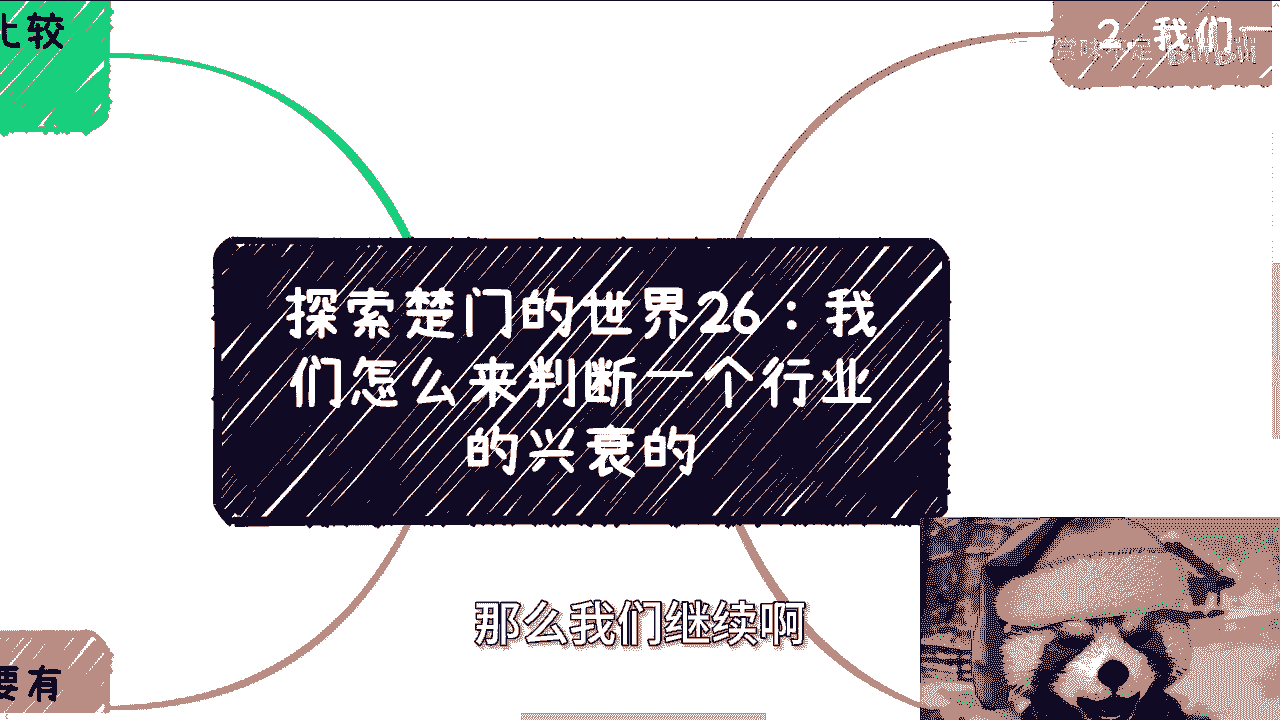 比较
2. 我们一
bilibili
探索楚门的世界26：我
们怎么来判断一个行业
的兴衰的
那么我们继续啊
要有